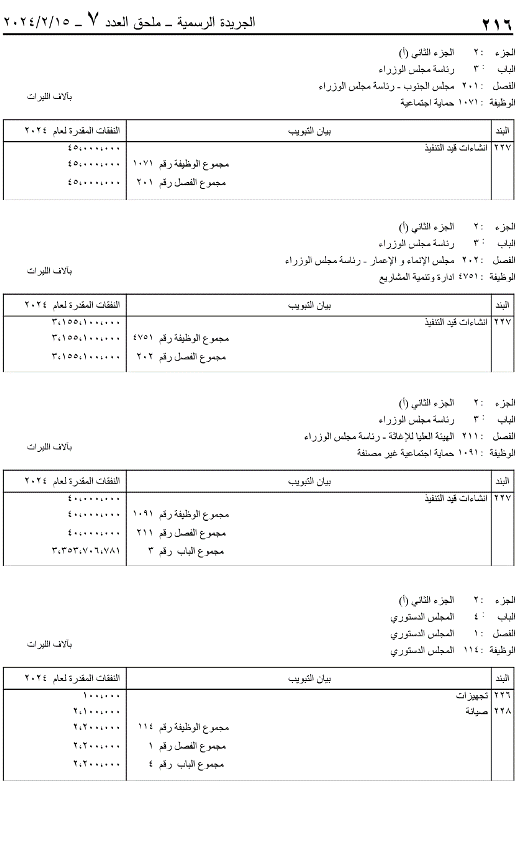 ٢١٦ الجريدة الرسمية – ملحق العدد ٧ – ٢٠٢٤/٢/١٥
الجزء : ٢ الجزء الثاني (أ)
الباب : ٣ رئاسة مجلس الوزراء
الفصل : ٢٠١ مجلس الجنوب - رئاسة مجلس الوزراء
الوظيفة : ١٠٧١ حماية اجتماعية بآلاف الليرات
البند بيان التبويب النفقات المقدرة لعام ٢٠٢٤
٢٢٧ انشاءات قيد التنفيذ ٤٥،٠٠٠،٠٠٠
مجموع الوظيفة رقم ١٠٧١ ٤٥،٠٠٠،٠٠٠
مجموع الفصل رقم ٢٠١ ٤٥،٠٠٠،٠٠٠
الجزء : ٢ الجزء الثاني (أ)
الباب : ٣ رئاسة مجلس الوزراء
الفصل : ٢٠٢ مجلس الإنماء و الإعمار - رئاسة مجلس الوزراء
الوظيفة : ٤٧٥١ ادارة وتنمية المشاريع بآلاف الليرات
البند بيان التبويب النفقات المقدرة لعام ٢٠٢٤
٢٢٧ انشاءات قيد التنفيذ ٣،١٥٥،١٠٠،٠٠٠
مجموع الوظيفة رقم ٤٧٥١ ٣،١٥٥،١٠٠،٠٠٠
مجموع الفصل رقم ٢٠٢ ٣،١٥٥،١٠٠،٠٠٠
الجزء : ٢ الجزء الثاني (أ)
الباب : ٣ رئاسة مجلس الوزراء
الفصل : ٢١١ الهيئة العليا للإغاثة - رئاسة مجلس الوزراء
الوظيفة : ١٠٩١ حماية اجتماعية غير مصنفة بآلاف الليرات
البند بيان التبويب النفقات المقدرة لعام ٢٠٢٤
٢٢٧ انشاءات قيد التنفيذ ٤٠،٠٠٠،٠٠٠
مجموع الوظيفة رقم ١٠٩١ ٤٠،٠٠٠،٠٠٠
مجموع الفصل رقم ٢١١ ٤٠،٠٠٠،٠٠٠
مجموع الباب رقم ٣ ٣،٣٥٣،٧٠٦،٧٨١
الجزء : ٢ الجزء الثاني (أ)
الباب : ٤ المجلس الدستوري
الفصل : ١ المجلس الدستوري
الوظيفة : ١١٤ المجلس الدستوري بآلاف الليرات
البند بيان التبويب النفقات المقدرة لعام ٢٠٢٤
٢٢٦ تجهيزات ١٠٠،٠٠٠
٢٢٨ صيانة ٢،١٠٠،٠٠٠
مجموع الوظيفة رقم ١١٤ ٢،٢٠٠،٠٠٠
مجموع الفصل رقم ١ ٢،٢٠٠،٠٠٠
مجموع الباب رقم ٤ ٢،٢٠٠،٠٠٠